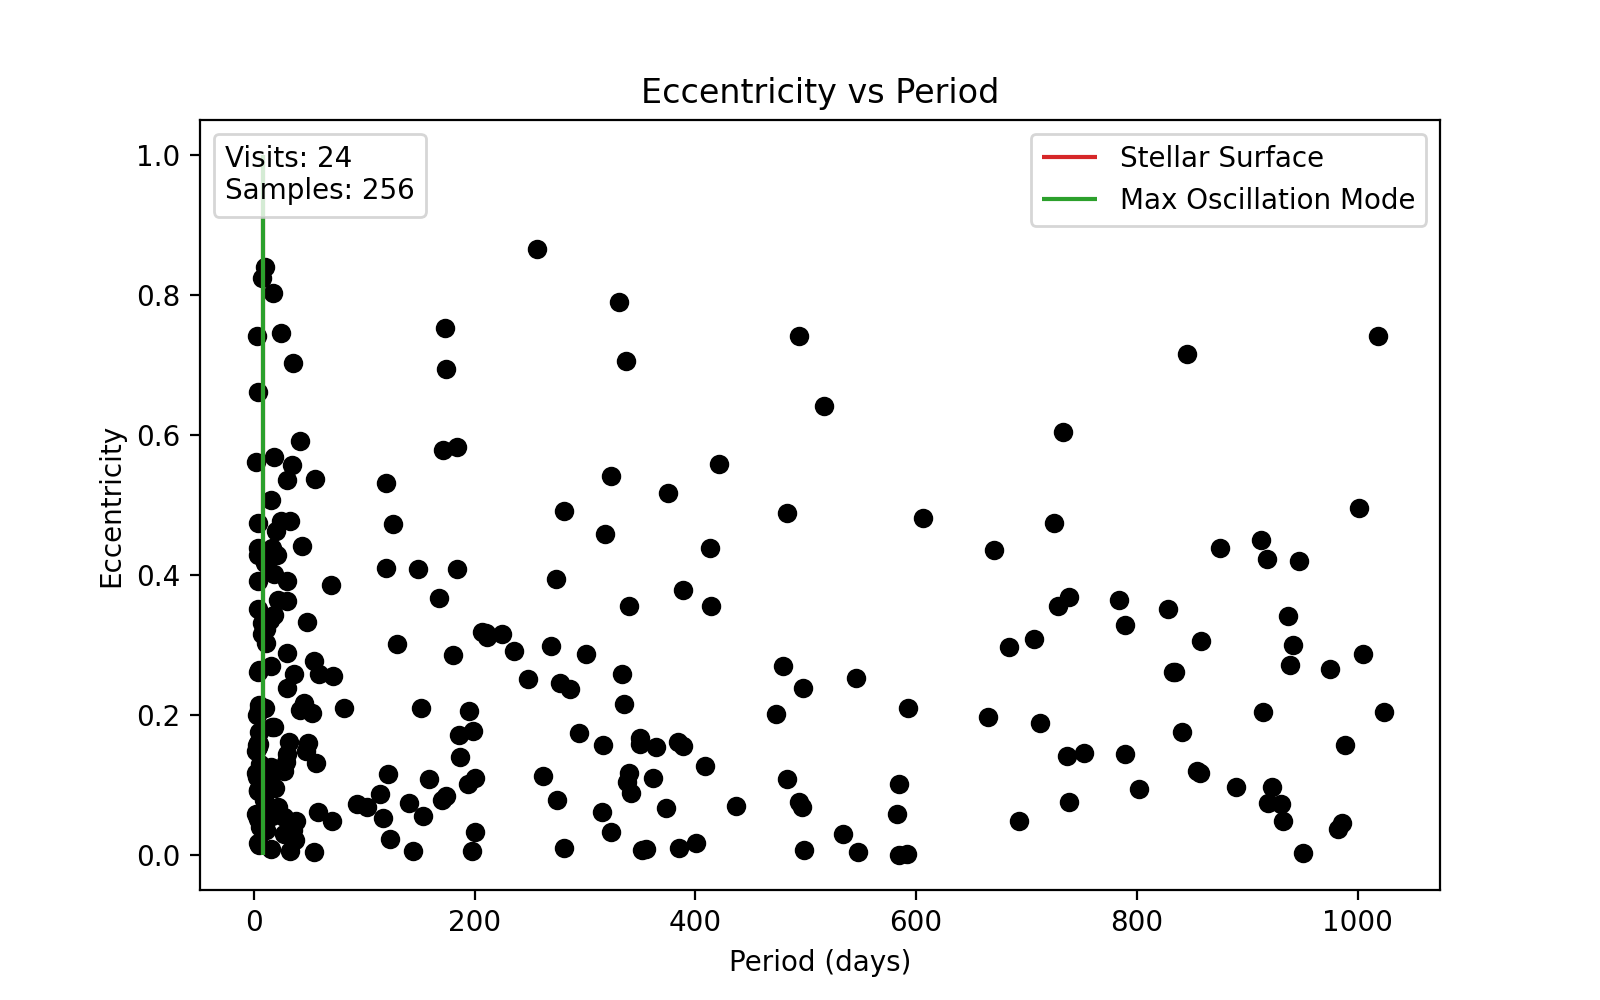 Eccentricity vs Period
Visits: 24
Samples: 256
Stellar Surface
Max Oscillation Mode
1.0
0.8
0.6
0.4
0.2
0.0
Eccentricity
0 200 400 600 800 1000
Period (days)